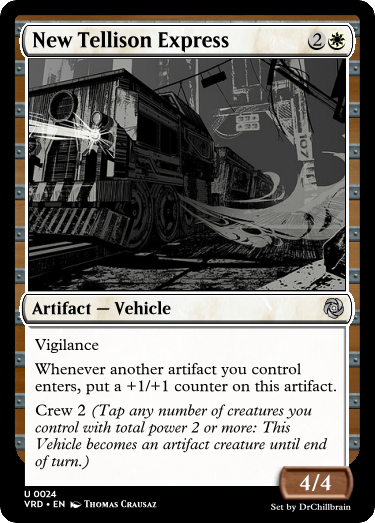 New Tellison Express
2
Artifact — Vehicle
Vigilance
Whenever another artifact you control
enters, put a +1/+1 counter on this artifact.
Crew 2 (Tap any number of creatures you
control with total power 2 or more: This
Vehicle becomes an artifact creature until end
of turn.)
4/4
U 0024
VRD • EN Thomas Crausaz
Set by DrChillbrain